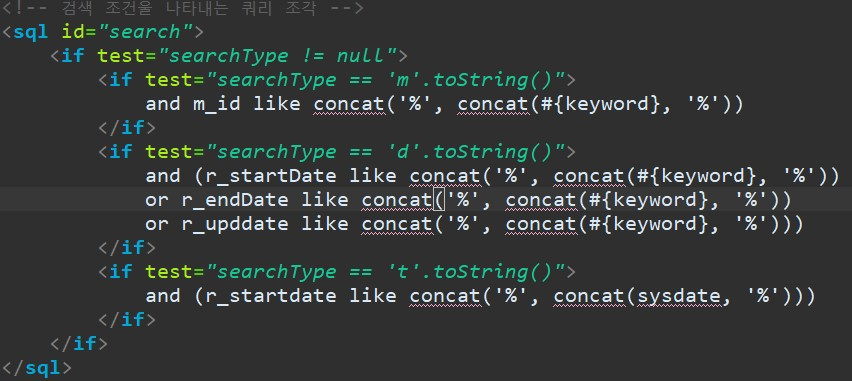 <!-- 검색 조건을 나타내는 쿼리 조각 -->
<sql id="search">
<if test="searchType != null">
<if test="searchType == 'm'.toString()">
and m_id like concat('%', concat(#{keyword}, '%'))
</if>
<if test="searchType == 'd'.toString()">
and (r_startDate like concat('%', concat(#{keyword}, '%'))
or r_endDate like concat('%', concat(#{keyword}, '%'))
or r_upddate like concat('%', concat(#{keyword}, '%')))
</if>
<if test="searchType == 't'.toString()">
and (r_startdate like concat('%', concat(sysdate, '%')))
</if>
</if>
</sql>